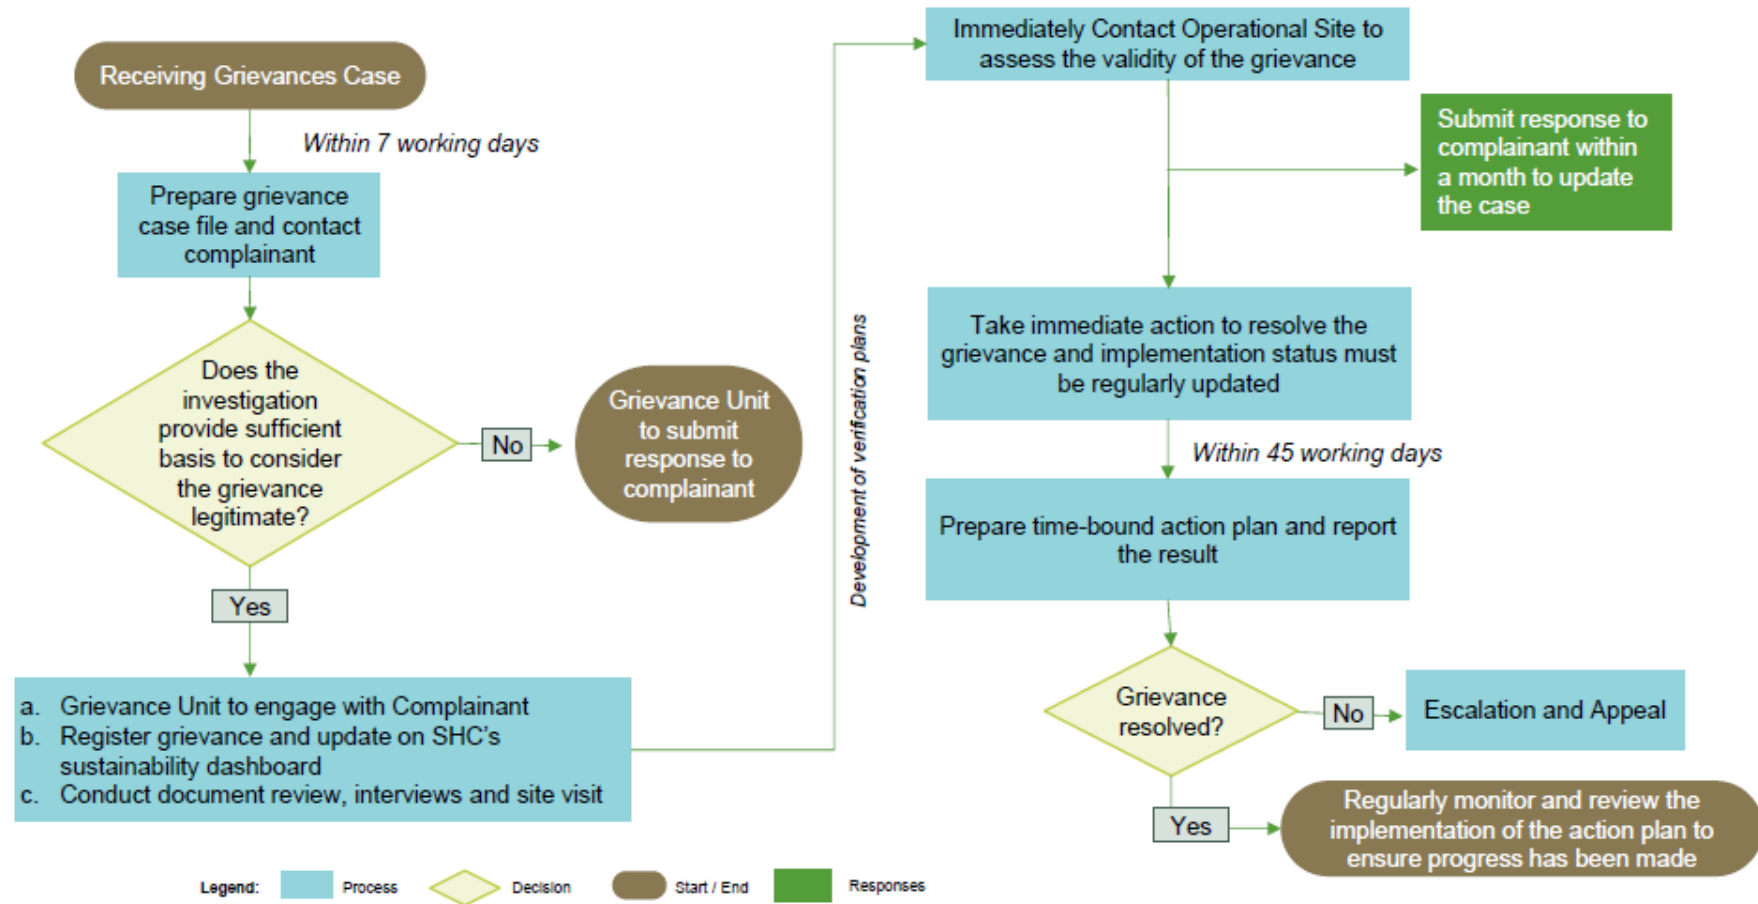 Receiving Grievances Case
Within 7 working days
Prepare grievance
case file and contact
complainant
Does the
investigation
provide sufficient
basis to consider
the grievance
legitimate?
No
Grievance Unit
to submit
response to
complainant
Yes
a. Grievance Unit to engage with Complainant
b. Register grievance and update on SHC's
sustainability dashboard
c. Conduct document review, interviews and site visit
Development of verification plans
Immediately Contact Operational Site to
assess the validity of the grievance
Submit response to
complainant within
a month to update
the case
Take immediate action to resolve the
grievance and implementation status must
be regularly updated
Within 45 working days
Prepare time-bound action plan and report
the result
Grievance
resolved?
No
Escalation and Appeal
Yes
Regularly monitor and review the
implementation of the action plan to
ensure progress has been made
Legend:
Process
Decision
Start / End
Responses